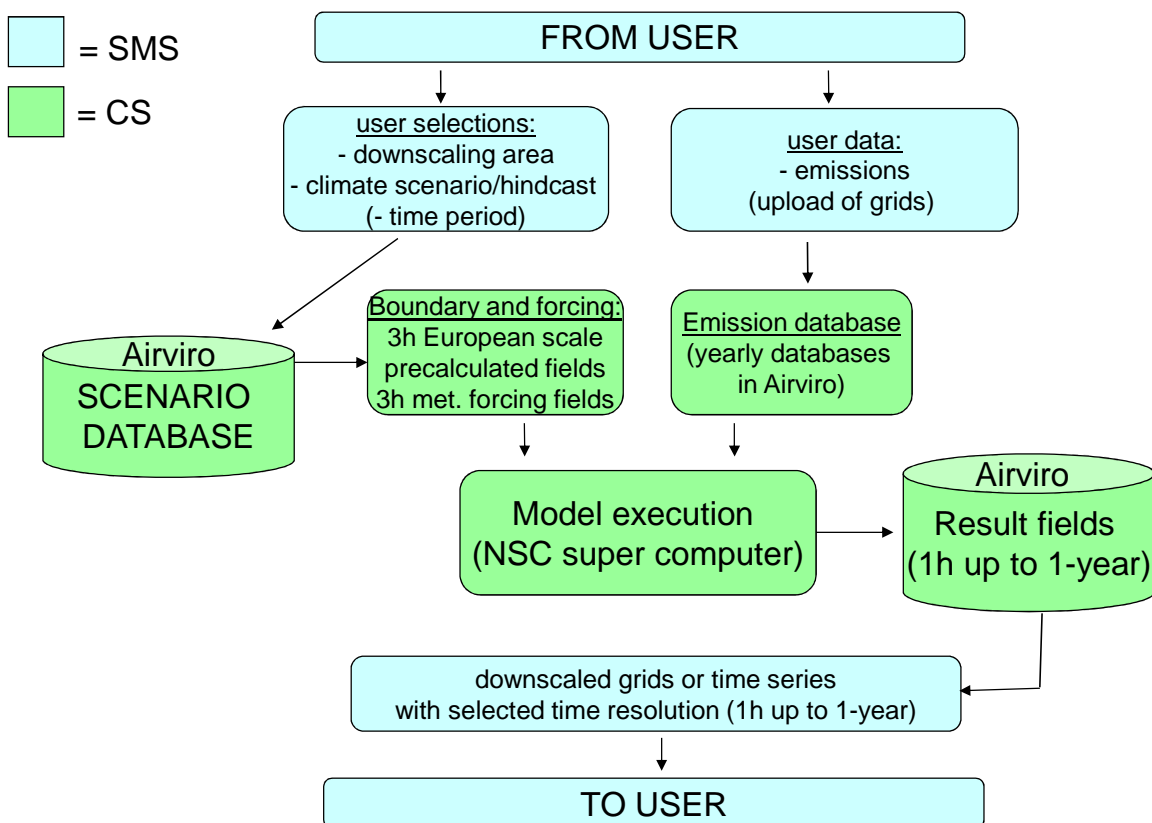 = SMS
= CS
FROM USER
user selections:
- downscaling area
- climate scenario/hindcast
(- time period)
user data:
- emissions
(upload of grids)
Airviro
SCENARIO
DATABASE
Boundary and forcing:
3h European scale
precalculated fields
3h met. forcing fields
Emission database
(yearly databases
in Airviro)
Model execution
(NSC super computer)
Airviro
Result fields
(1h up to 1-year)
downscaled grids or time series
with selected time resolution (1h up to 1-year)
TO USER